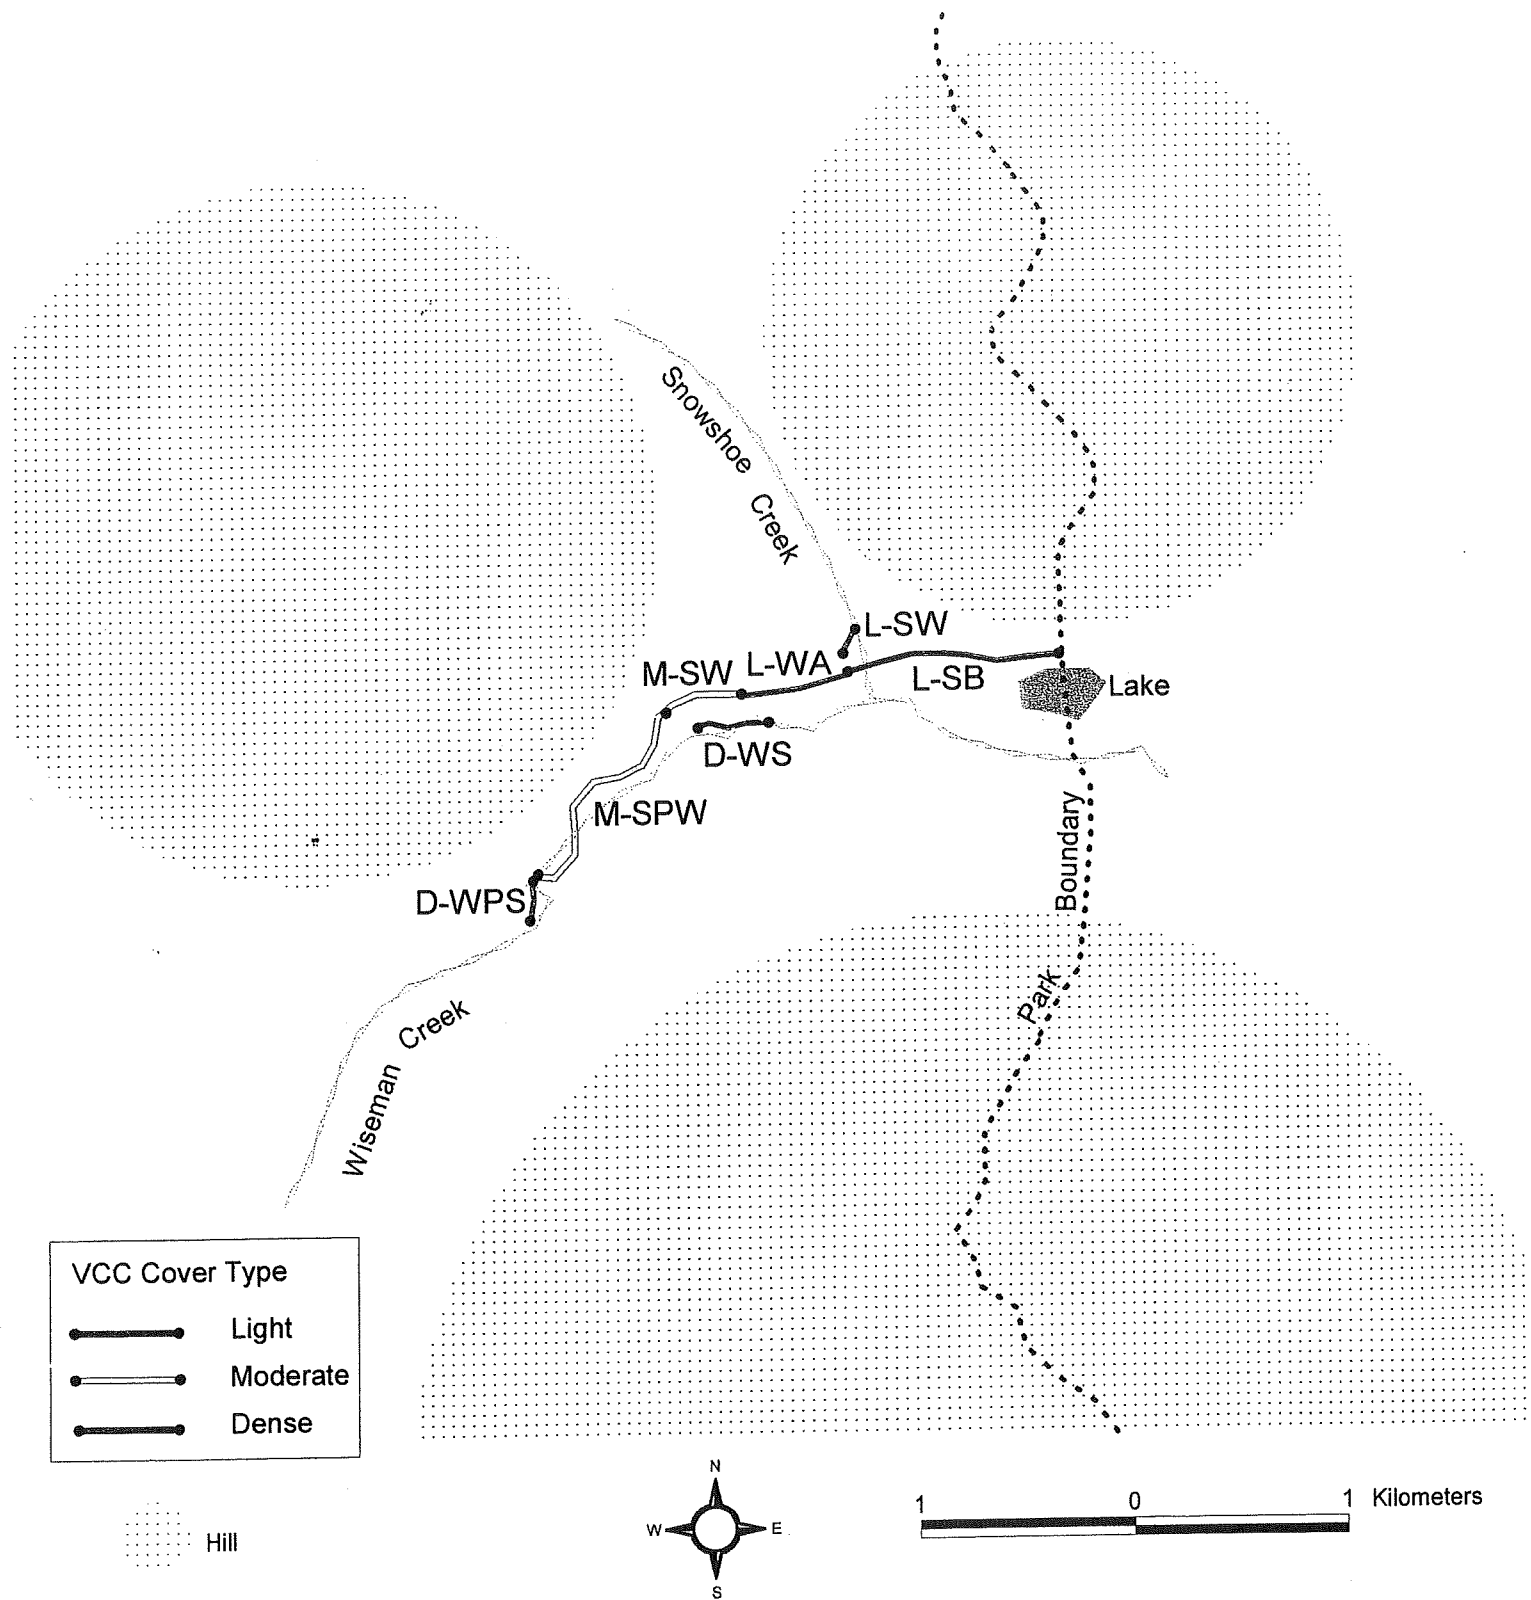 Snowshoe Creek
L-SW
M-SW
L-WA
L-SB
Lake
D-WS
M-SPW
Boundary
D-WPS
Park
Wiseman Creek
VCC Cover Type
Light
Moderate
Dense
Hill
N
W
E
S
1 0 1 Kilometers